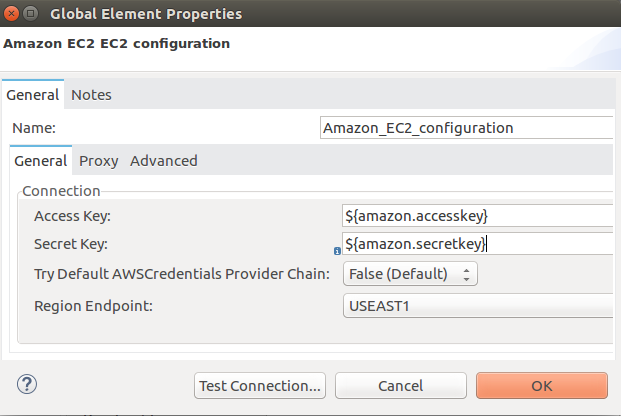 Global Element Properties
Amazon EC2 EC2 configuration
General Notes
Name: Amazon_EC2_configuration
General Proxy Advanced
Connection
Access Key: ${amazon.accesskey}
Secret Key: ${amazon.secretkey}
Try Default AWSCredentials Provider Chain: False (Default)
Region Endpoint: USEAST1
? Test Connection... Cancel OK